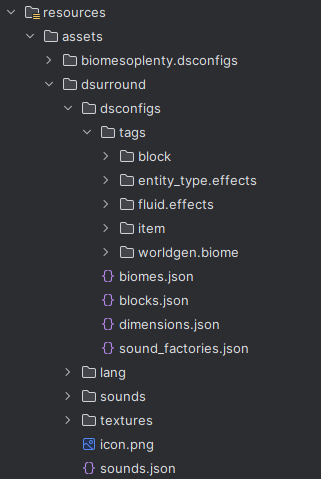 resources
assets
biomesoplenty.dsconfigs
dsurround
dsconfigs
tags
block
entity_type.effects
fluid.effects
item
worldgen.biome
biomes.json
blocks.json
dimensions.json
sound_factories.json
lang
sounds
textures
icon.png
sounds.json